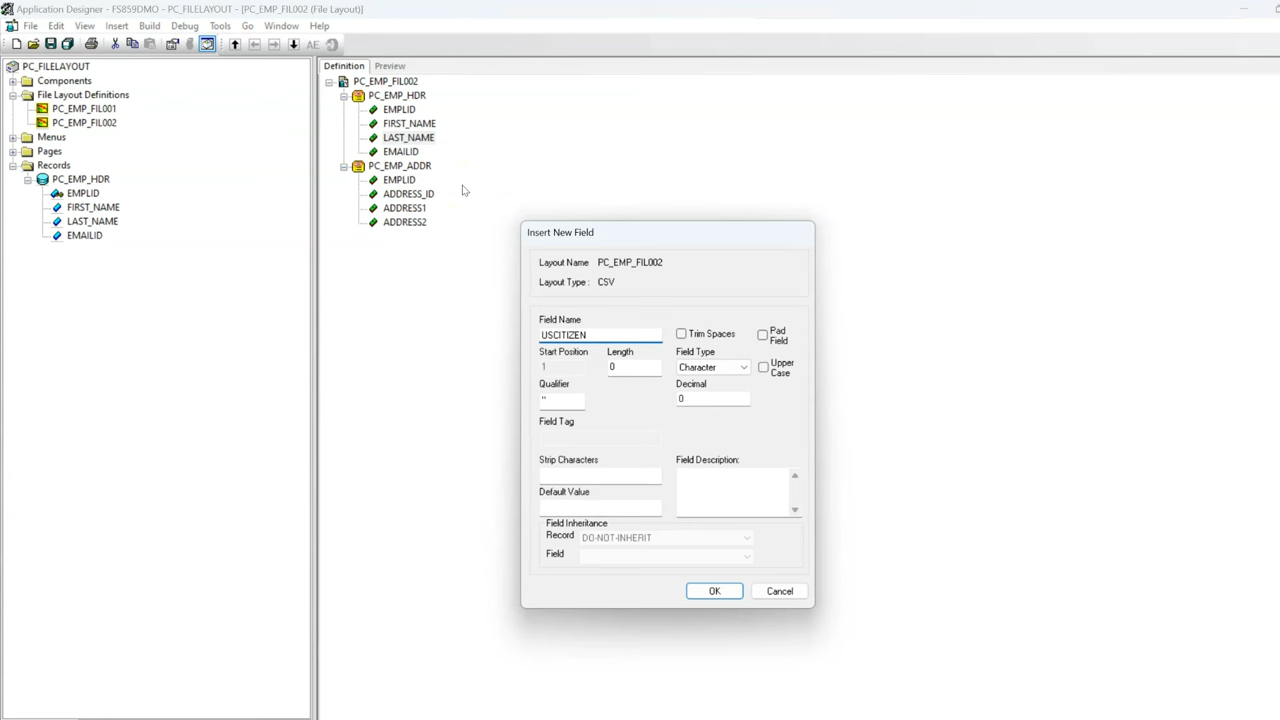 Application Designer - FS859DMO - PC_FILELAYOUT - [PC_EMP_FIL002 (File Layout)]
File Edit View Insert Build Debug Tools Go Window Help
AE
PC_FILELAYOUT
Components
File Layout Definitions
PC_EMP_FIL001
PC_EMP_FIL002
Menus
Pages
Records
PC_EMP_HDR
EMPLID
FIRST_NAME
LAST_NAME
EMAILID
Definition Preview
PC_EMP_FIL002
PC_EMP_HDR
EMPLID
FIRST_NAME
LAST_NAME
EMAILID
PC_EMP_ADDR
EMPLID
ADDRESS_ID
ADDRESS1
ADDRESS2
Insert New Field
Layout Name PC_EMP_FIL002
Layout Type : CSV
Field Name
USCITIZEN
Trim Spaces
Pad Field
Start Position Length Field Type
1 0 Character
Upper Case
Qualifier Decimal
" 0
Field Tag
Strip Characters Field Description:
Default Value
Field Inheritance
Record DO-NOT-INHERIT
Field
OK Cancel